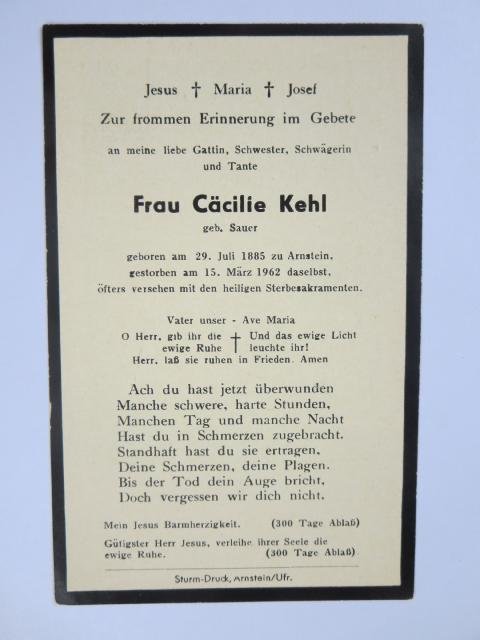 Jesus † Maria † Josef
Zur frommen Erinnerung im Gebete
an meine liebe Gattin, Schwester, Schwägerin
und Tante
Frau Cäcilie Kehl
geb. Sauer
geboren am 29. Juli 1885 zu Arnstein,
gestorben am 15. März 1962 daselbst,
öfters versehen mit den heiligen Sterbesakramenten.
Vater unser - Ave Maria
O Herr, gib ihr die † Und das ewige Licht
ewige Ruhe leuchte ihr!
Herr, laß sie ruhen in Frieden. Amen
Ach du hast jetzt überwunden
Manche schwere, harte Stunden,
Manchen Tag und manche Nacht
Hast du in Schmerzen zugebracht.
Standhaft hast du sie ertragen,
Deine Schmerzen, deine Plagen.
Bis der Tod dein Auge bricht,
Doch vergessen wir dich nicht.
Mein Jesus Barmherzigkeit. (300 Tage Ablaß)
Gütigster Herr Jesus, verleihe ihrer Seele die
ewige Ruhe. (300 Tage Ablaß)
Sturm-Druck, Arnstein/Ufr.